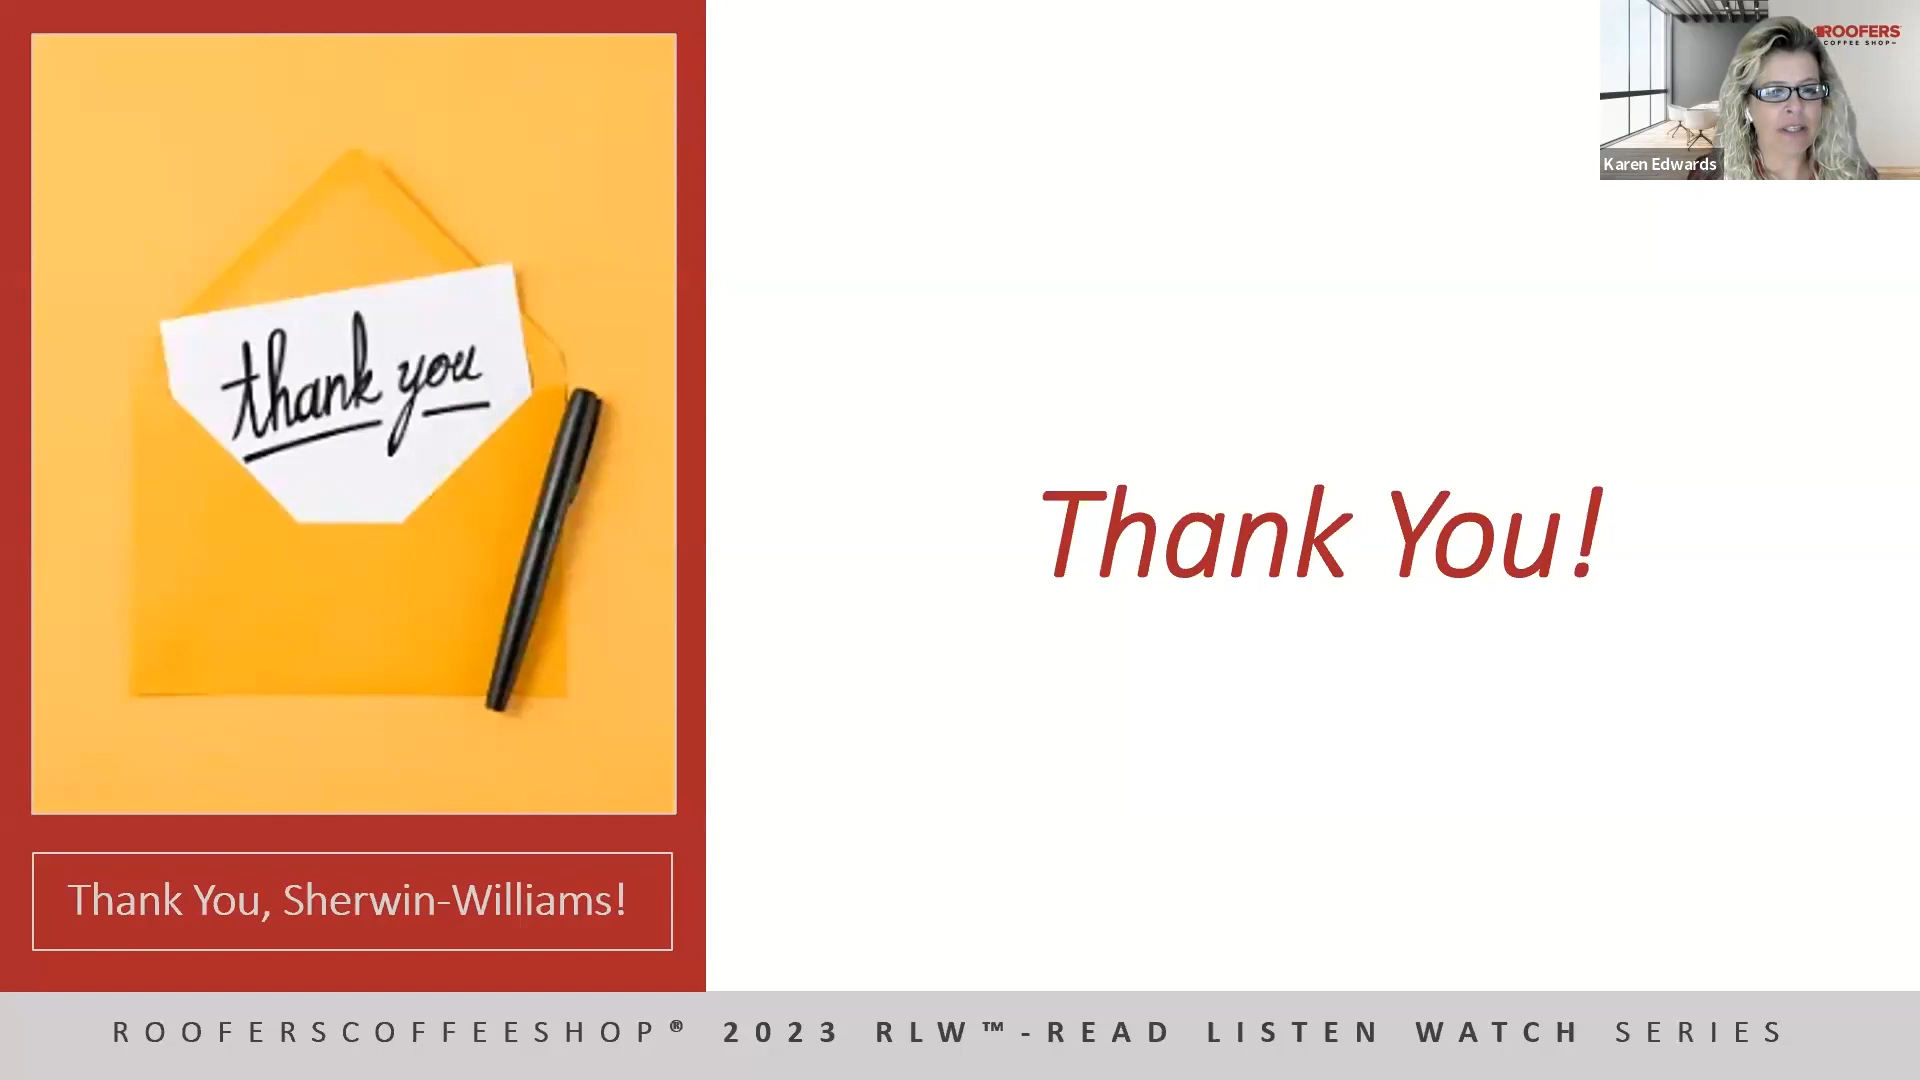 ROOFERS
COFFEE SHOP™
Karen Edwards
thank you
Thank You!
Thank You, Sherwin-Williams!
ROOFERSCOFFEESHOP® 2023 RLW™-READ LISTEN WATCH SERIES